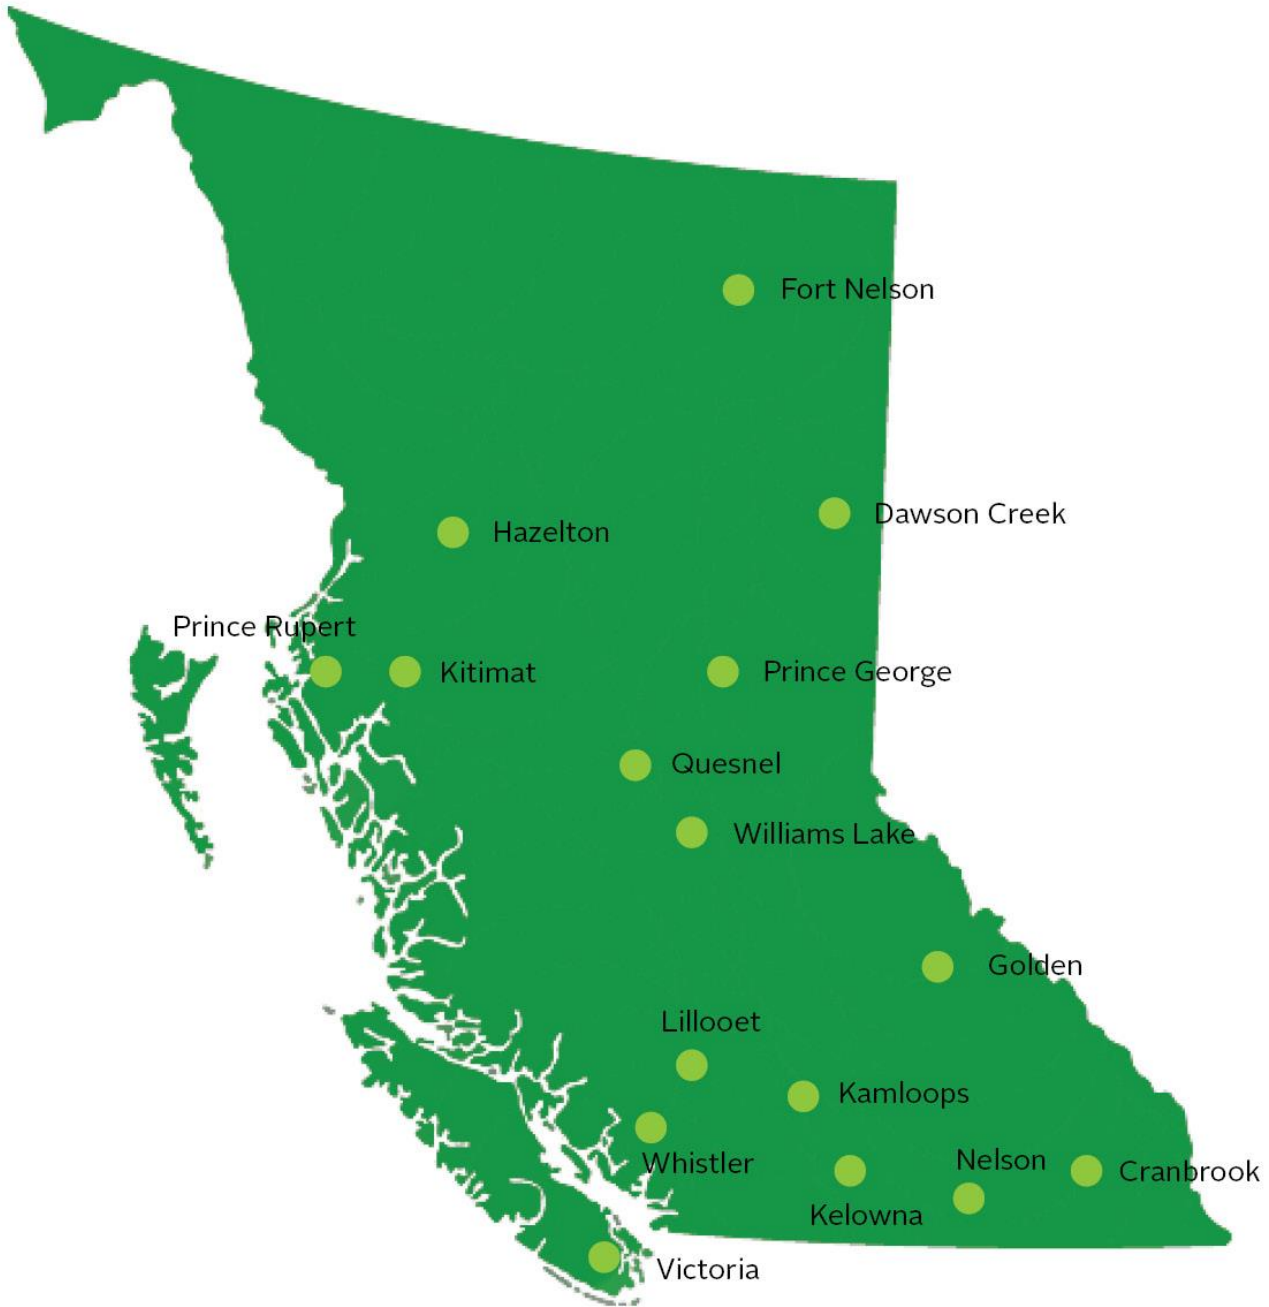 Fort Nelson
Dawson Creek
Hazelton
Prince Rupert
Kitimat
Prince George
Quesnel
Williams Lake
Golden
Lillooet
Kamloops
Whistler
Nelson
Cranbrook
Kelowna
Victoria